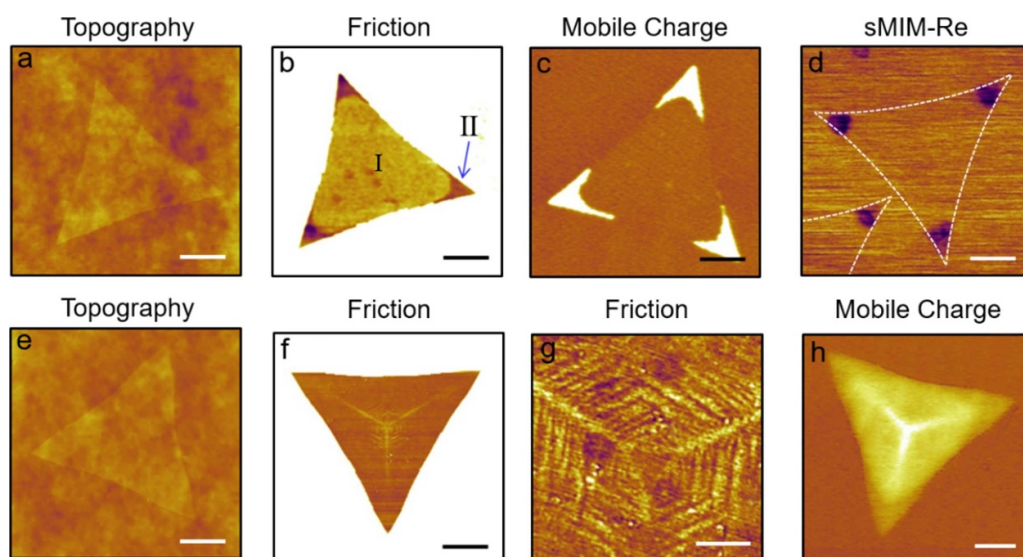 Topography
Friction
Mobile Charge
sMIM-Re
a
b
c
d
I
II
Topography
Friction
Friction
Mobile Charge
e
f
g
h